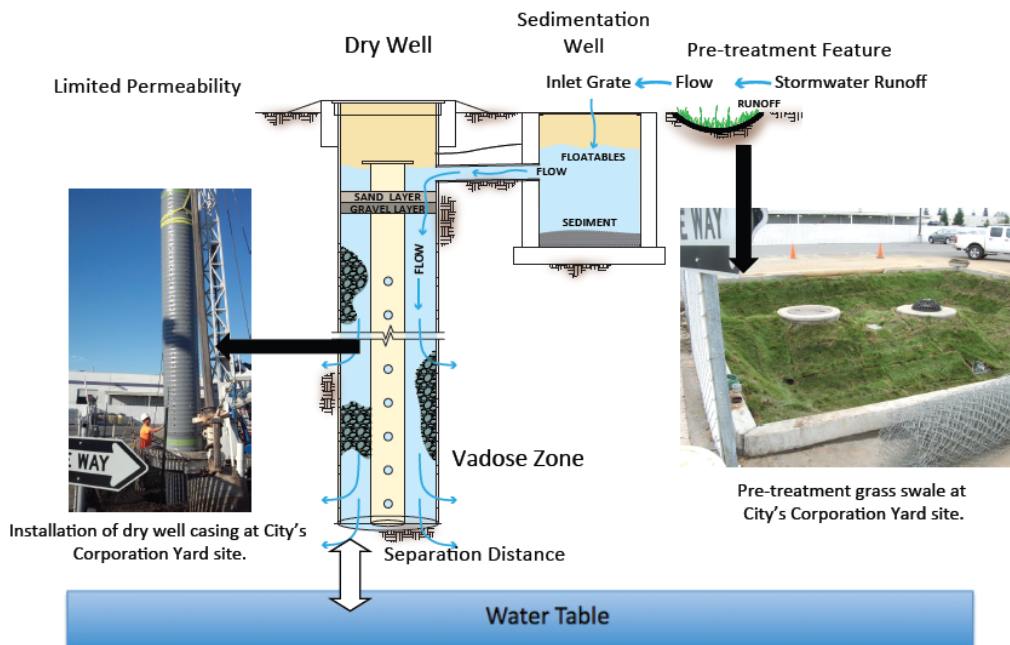 Sedimentation
Well
Dry Well
Pre-treatment Feature
Limited Permeability
Inlet Grate
Flow
Stormwater Runoff
RUNOFF
FLOATABLES
FLOW
SAND LAYER
GRAVEL LAYER
SEDIMENT
FLOW
E WAY
E WAY
Vadose Zone
Installation of dry well casing at City's
Corporation Yard site.
Pre-treatment grass swale at
City's Corporation Yard site.
Separation Distance
Water Table